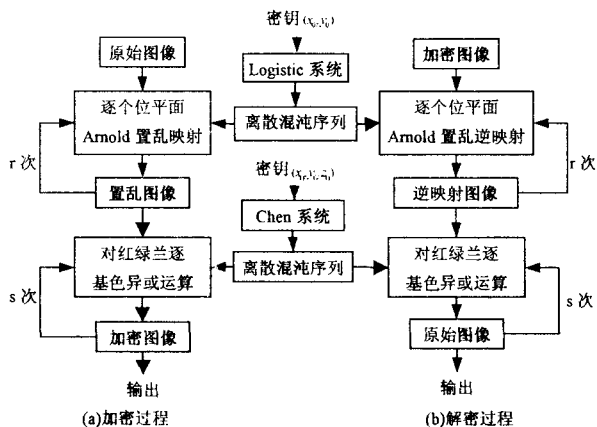 密钥(x₀,y₀)
原始图像
Logistic 系统
加密图像
逐个位平面
Arnold 置乱映射
离散混沌序列
逐个位平面
Arnold 置乱逆映射
r 次
r 次
密钥
置乱图像
逆映射图像
Chen 系统
对红绿兰逐
基色异或运算
离散混沌序列
对红绿兰逐
基色异或运算
s 次
s 次
加密图像
原始图像
输出
输出
(a)加密过程
(b)解密过程